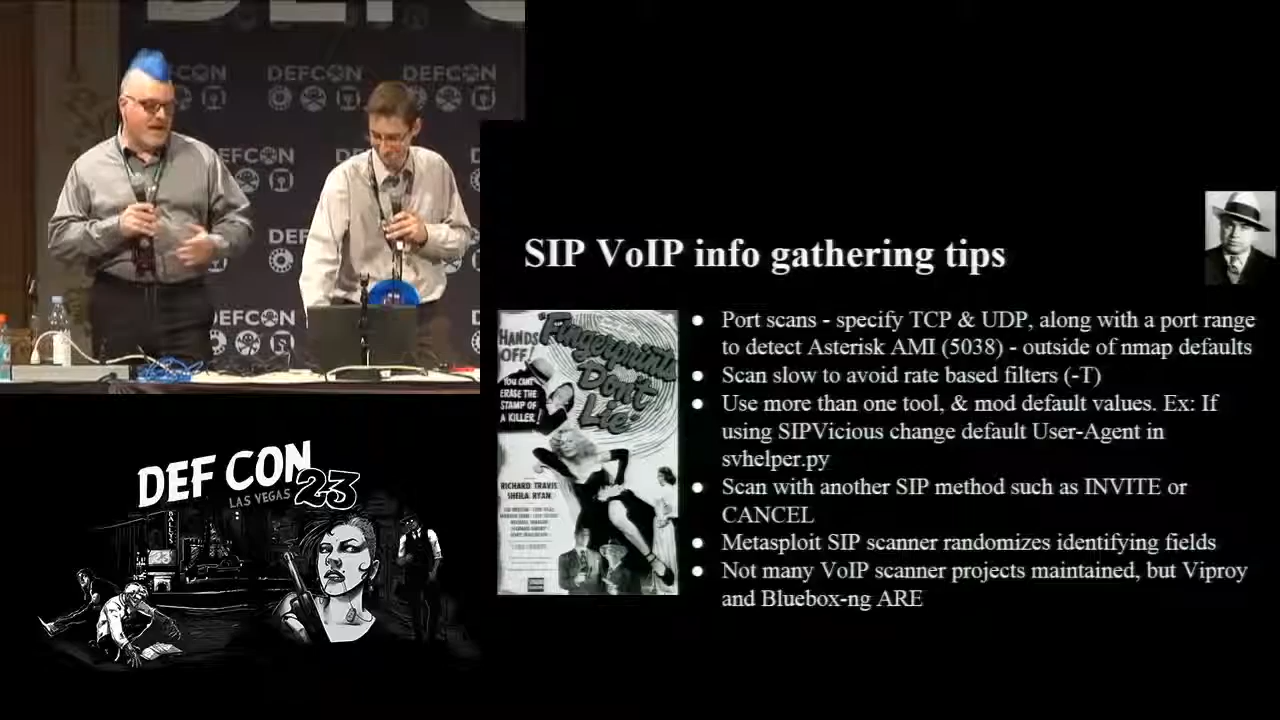 DEFCON
DEFCON
DEFCON
EFCON
DE
DEF
DEFCON
SIP VoIP info gathering tips
HANDS
OFF!
"Fingerprints
Don't
Lie"
YOU CAN'T
ERASE THE
STAMP OF
A KILLER!
RICHARD TRAVIS
SHEILA RYAN
● Port scans - specify TCP & UDP, along with a port range
to detect Asterisk AMI (5038) - outside of nmap defaults
● Scan slow to avoid rate based filters (-T)
● Use more than one tool, & mod default values. Ex: If
using SIPVicious change default User-Agent in
svhelper.py
● Scan with another SIP method such as INVITE or
CANCEL
● Metasploit SIP scanner randomizes identifying fields
● Not many VoIP scanner projects maintained, but Viproy
and Bluebox-ng ARE
DEF CON
LAS VEGAS 23